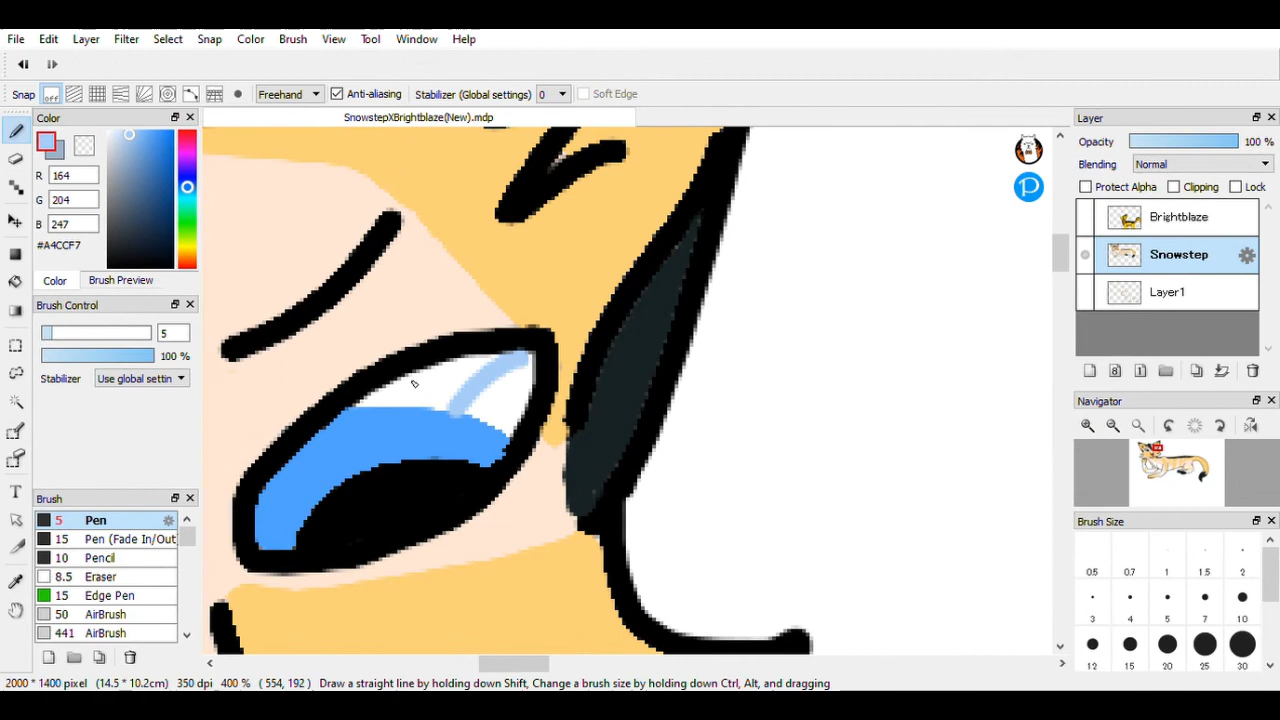 File Edit Layer Filter Select Snap Color Brush View Tool Window Help
Snap off Freehand Anti-aliasing Stabilizer (Global settings) 0 Soft Edge
Color
R 164
G 204
B 247
#A4CCF7
Color Brush Preview
Brush Control
5
100 %
Stabilizer Use global settin
Brush
5 Pen
15 Pen (Fade In/Out
10 Pencil
8.5 Eraser
15 Edge Pen
50 AirBrush
441 AirBrush
SnowstepXBrightblaze(New).mdp
P
Layer
Opacity 100 %
Blending Normal
Protect Alpha Clipping Lock
Brightblaze
Snowstep
Layer1
8 1
Navigator
Brush Size
0.5 0.7 1 1.5 2
3 4 5 7 10
12 15 20 25 30
2000 * 1400 pixel (14.5 * 10.2cm) 350 dpi 400 % ( 554, 192 ) Draw a straight line by holding down Shift, Change a brush size by holding down Ctrl, Alt, and dragging